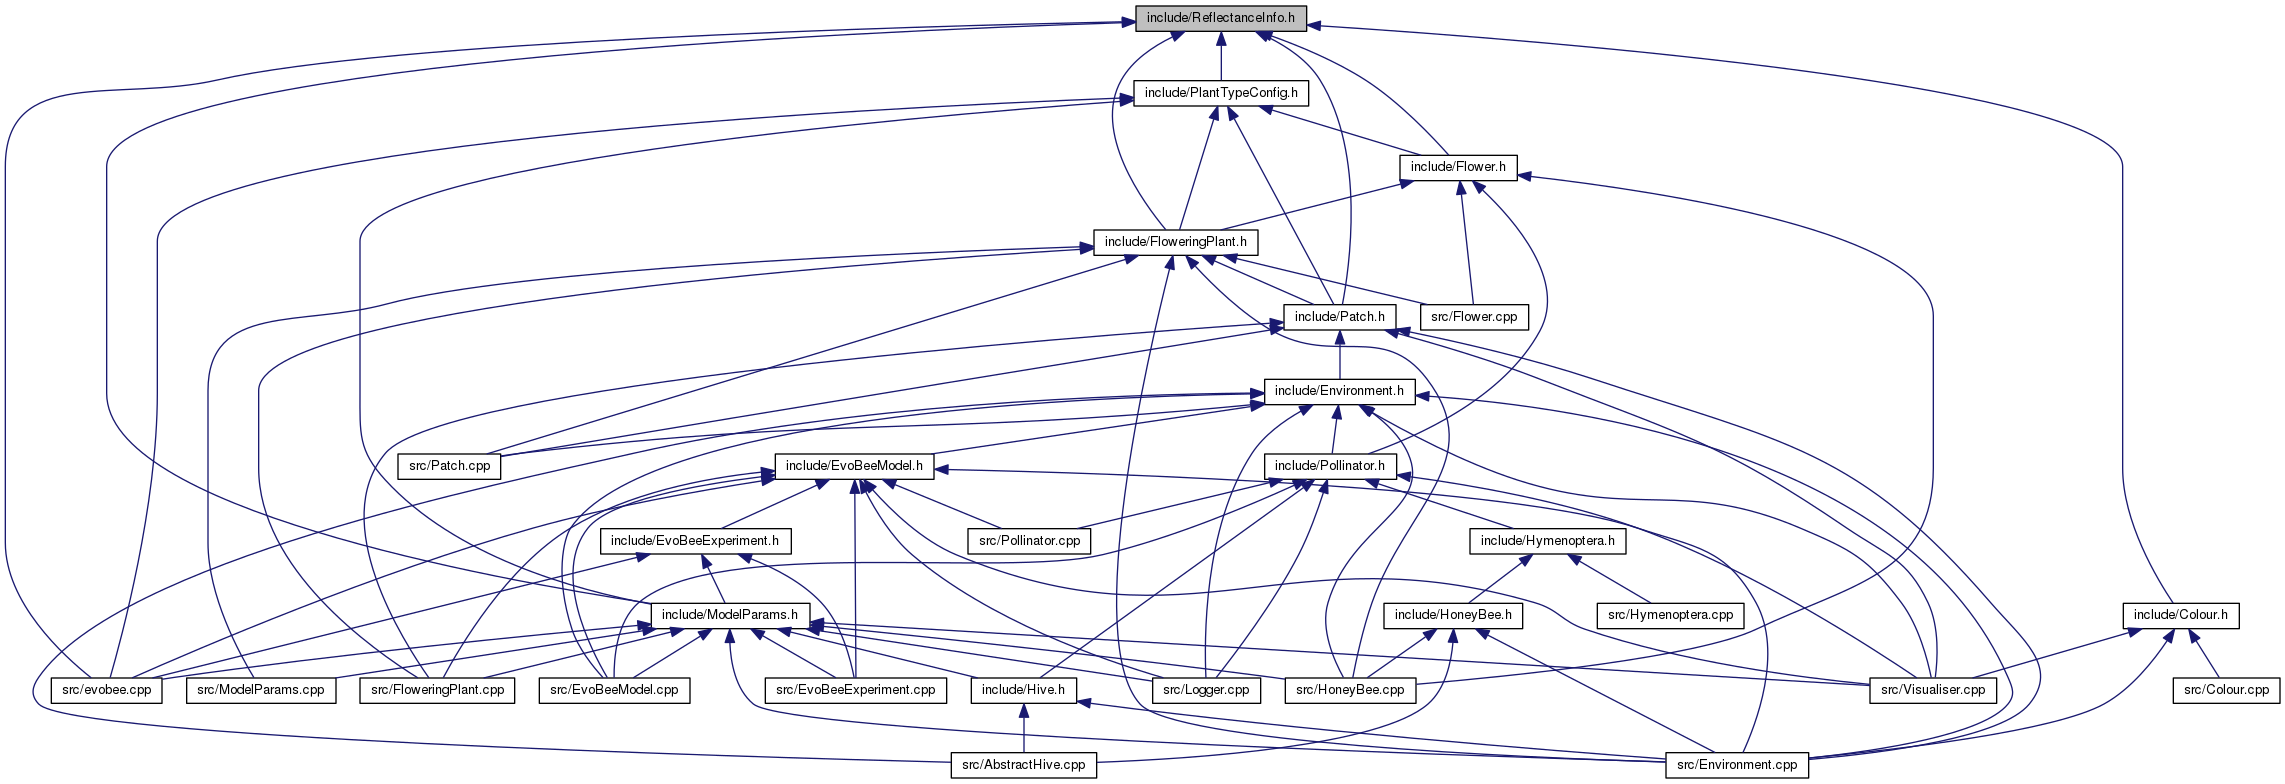 include/ReflectanceInfo.h
include/PlantTypeConfig.h
include/Flower.h
include/FloweringPlant.h
include/Patch.h
src/Flower.cpp
include/Environment.h
src/Patch.cpp
include/EvoBeeModel.h
include/Pollinator.h
include/EvoBeeExperiment.h
src/Pollinator.cpp
include/Hymenoptera.h
include/ModelParams.h
include/HoneyBee.h
src/Hymenoptera.cpp
include/Colour.h
src/evobee.cpp
src/ModelParams.cpp
src/FloweringPlant.cpp
src/EvoBeeModel.cpp
src/EvoBeeExperiment.cpp
include/Hive.h
src/Logger.cpp
src/HoneyBee.cpp
src/Visualiser.cpp
src/Colour.cpp
src/AbstractHive.cpp
src/Environment.cpp